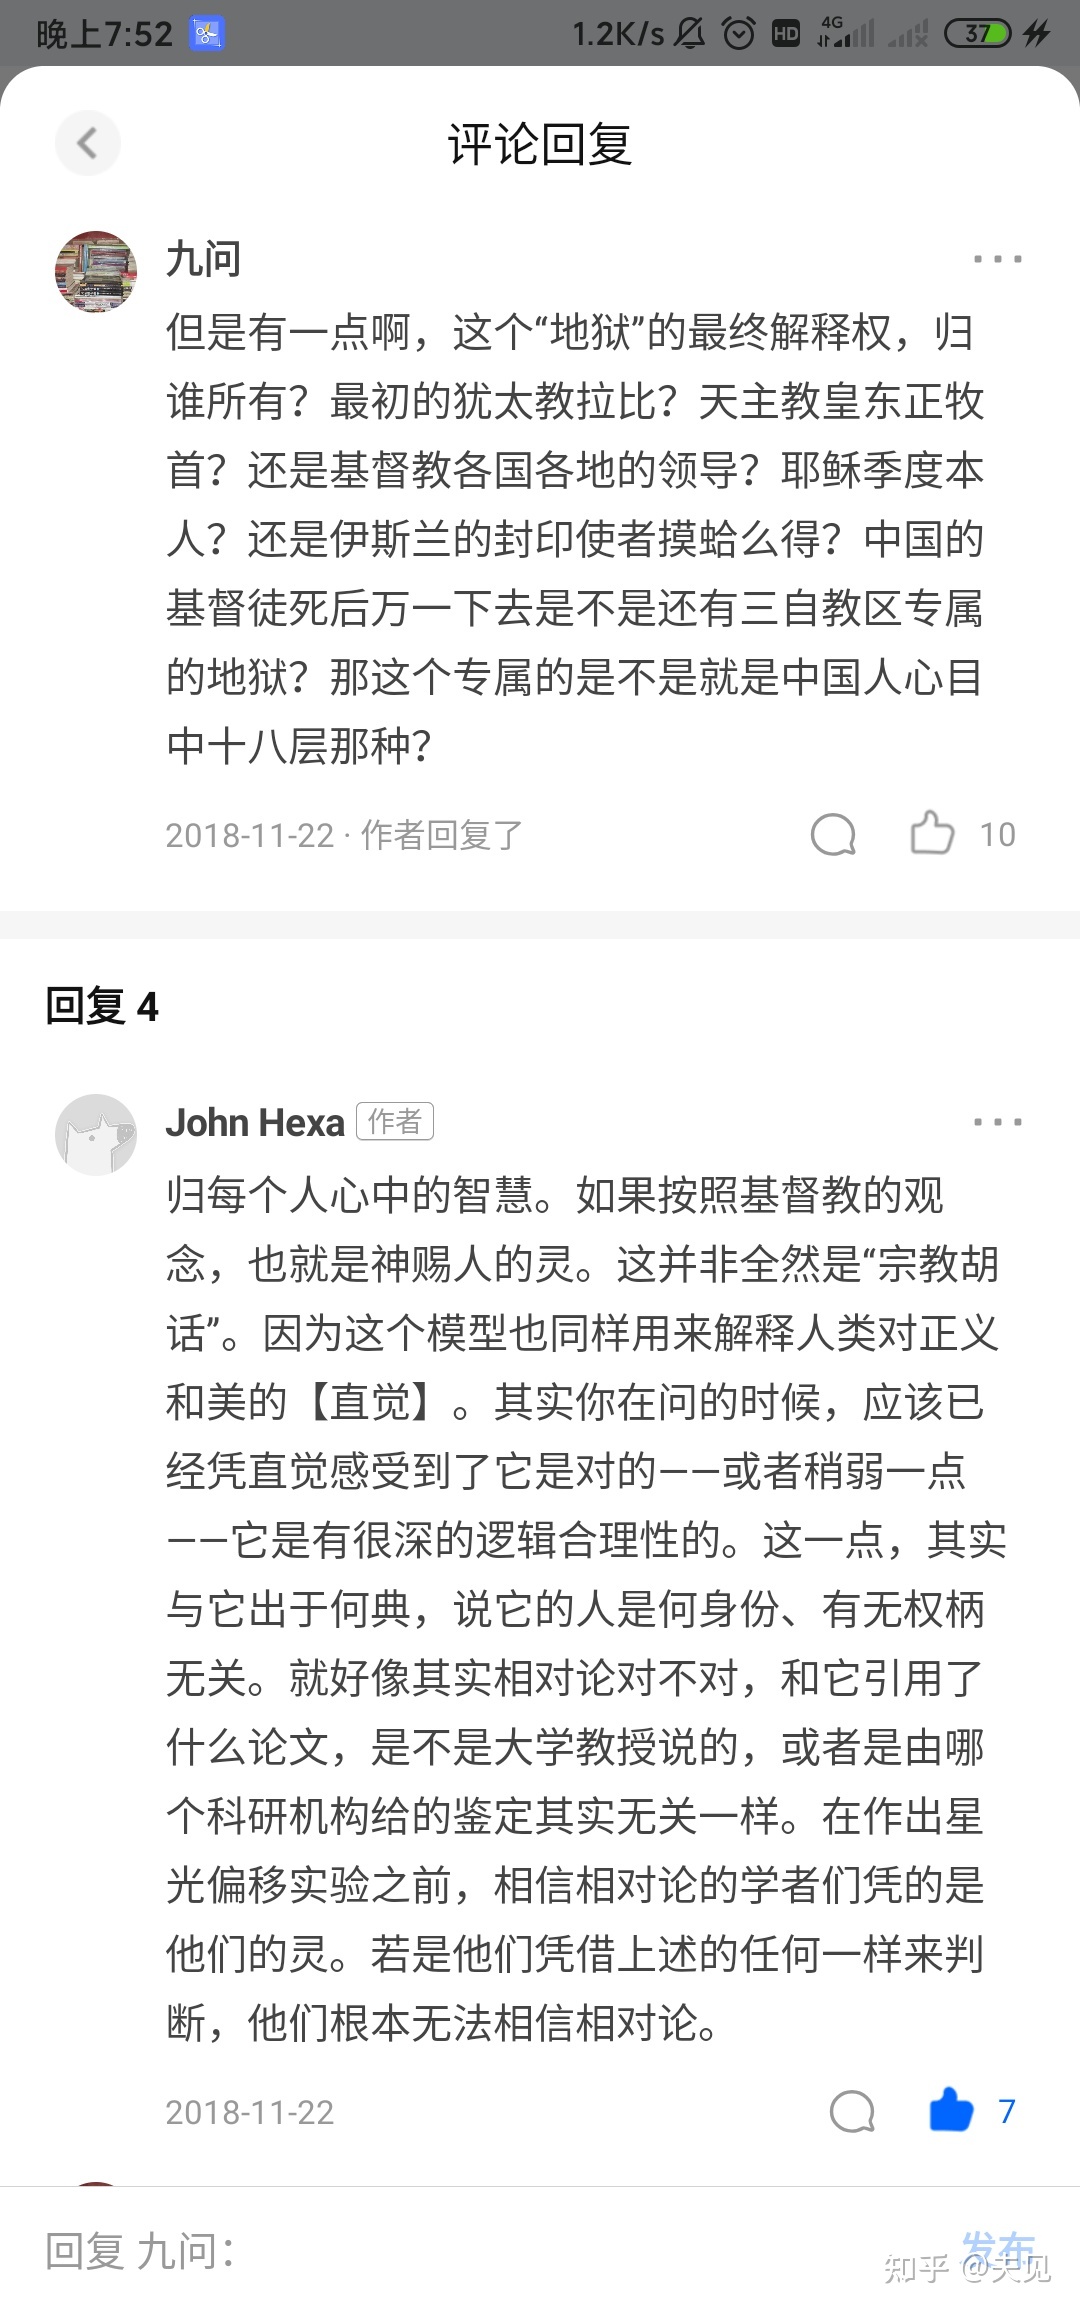 晚上7:52
1.2K/s HD 4G 37
评论回复
九问
但是有一点啊，这个“地狱”的最终解释权，归
谁所有？最初的犹太教拉比？天主教皇东正牧
首？还是基督教各国各地的领导？耶稣季度本
人？还是伊斯兰的封印使者摸蛤么得？中国的
基督徒死后万一下去是不是还有三自教区专属
的地狱？那这个专属的是不是就是中国人心目
中十八层那种？
2018-11-22 · 作者回复了
10
回复 4
John Hexa 作者
归每个人心中的智慧。如果按照基督教的观
念，也就是神赐人的灵。这并非全然是“宗教胡
话”。因为这个模型也同样用来解释人类对正义
和美的【直觉】。其实你在问的时候，应该已
经凭直觉感受到了它是对的——或者稍弱一点
——它是有很深的逻辑合理性的。这一点，其实
与它出于何典，说它的人是何身份、有无权柄
无关。就好像其实相对论对不对，和它引用了
什么论文，是不是大学教授说的，或者是由哪
个科研机构给的鉴定其实无关一样。在作出星
光偏移实验之前，相信相对论的学者们凭的是
他们的灵。若是他们凭借上述的任何一样来判
断，他们根本无法相信相对论。
2018-11-22
7
回复 九问：
发布
知乎 @天见